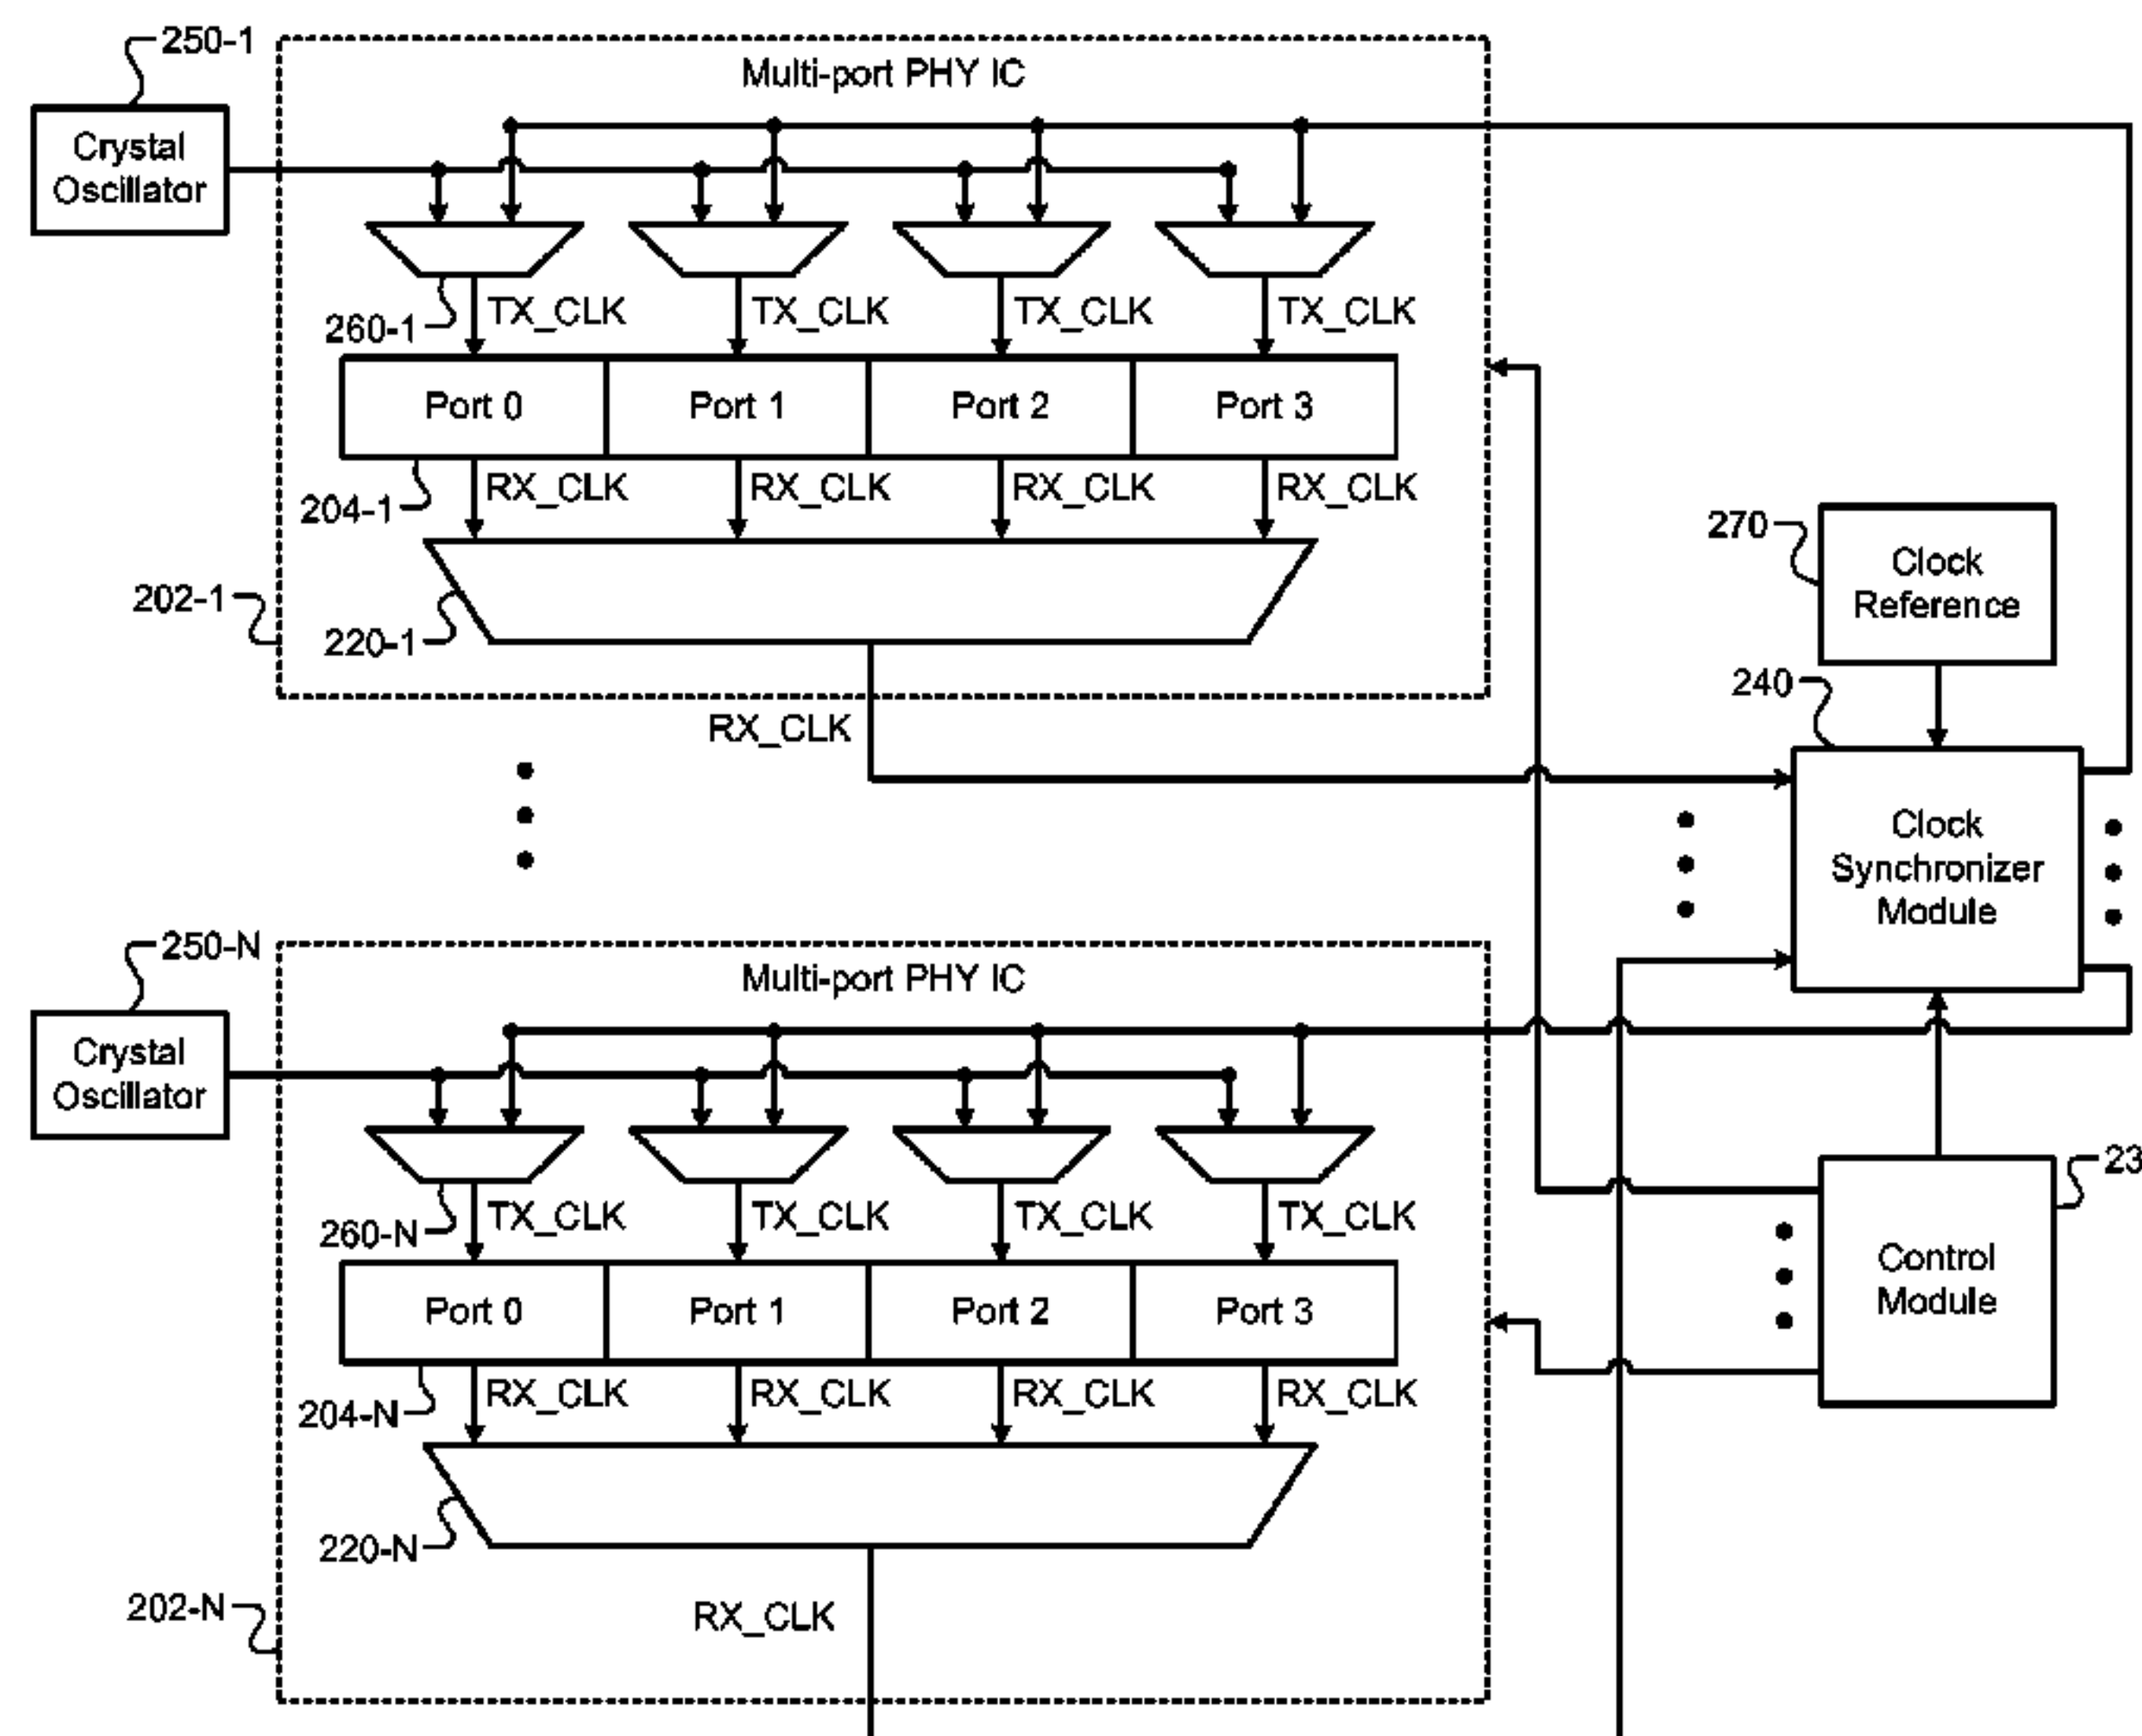 250-1
Multi-port PHY IC
Crystal
Oscillator
260-1
TX_CLK TX_CLK TX_CLK TX_CLK
Port 0 Port 1 Port 2 Port 3
204-1
RX_CLK RX_CLK RX_CLK RX_CLK
202-1
220-1
RX_CLK
270
Clock
Reference
240
Clock
Synchronizer
Module
250-N
Multi-port PHY IC
Crystal
Oscillator
260-N
TX_CLK TX_CLK TX_CLK TX_CLK
Port 0 Port 1 Port 2 Port 3
204-N
RX_CLK RX_CLK RX_CLK RX_CLK
220-N
202-N
RX_CLK
23
Control
Module